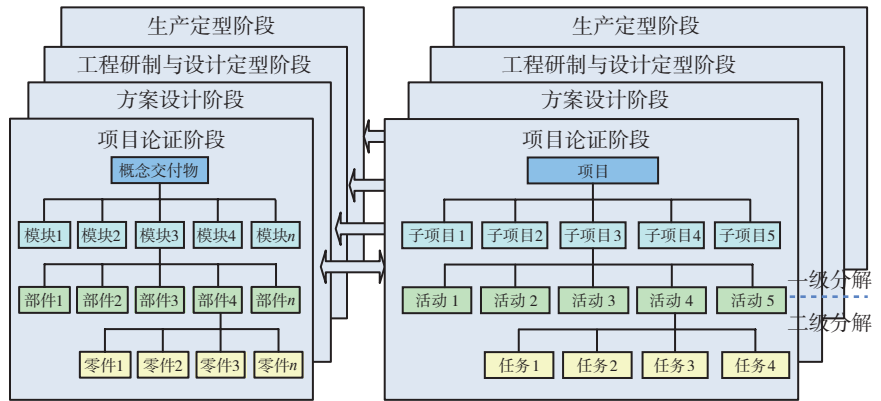 生产定型阶段
工程研制与设计定型阶段
方案设计阶段
项目论证阶段
概念交付物
模块1 模块2 模块3 模块4 模块n
部件1 部件2 部件3 部件4 部件n
零件1 零件2 零件3 零件n
生产定型阶段
工程研制与设计定型阶段
方案设计阶段
项目论证阶段
项目
子项目1 子项目2 子项目3 子项目4 子项目5
活动 1 活动 2 活动 3 活动 4 活动 5
任务1 任务2 任务3 任务4
一级分解
二级分解